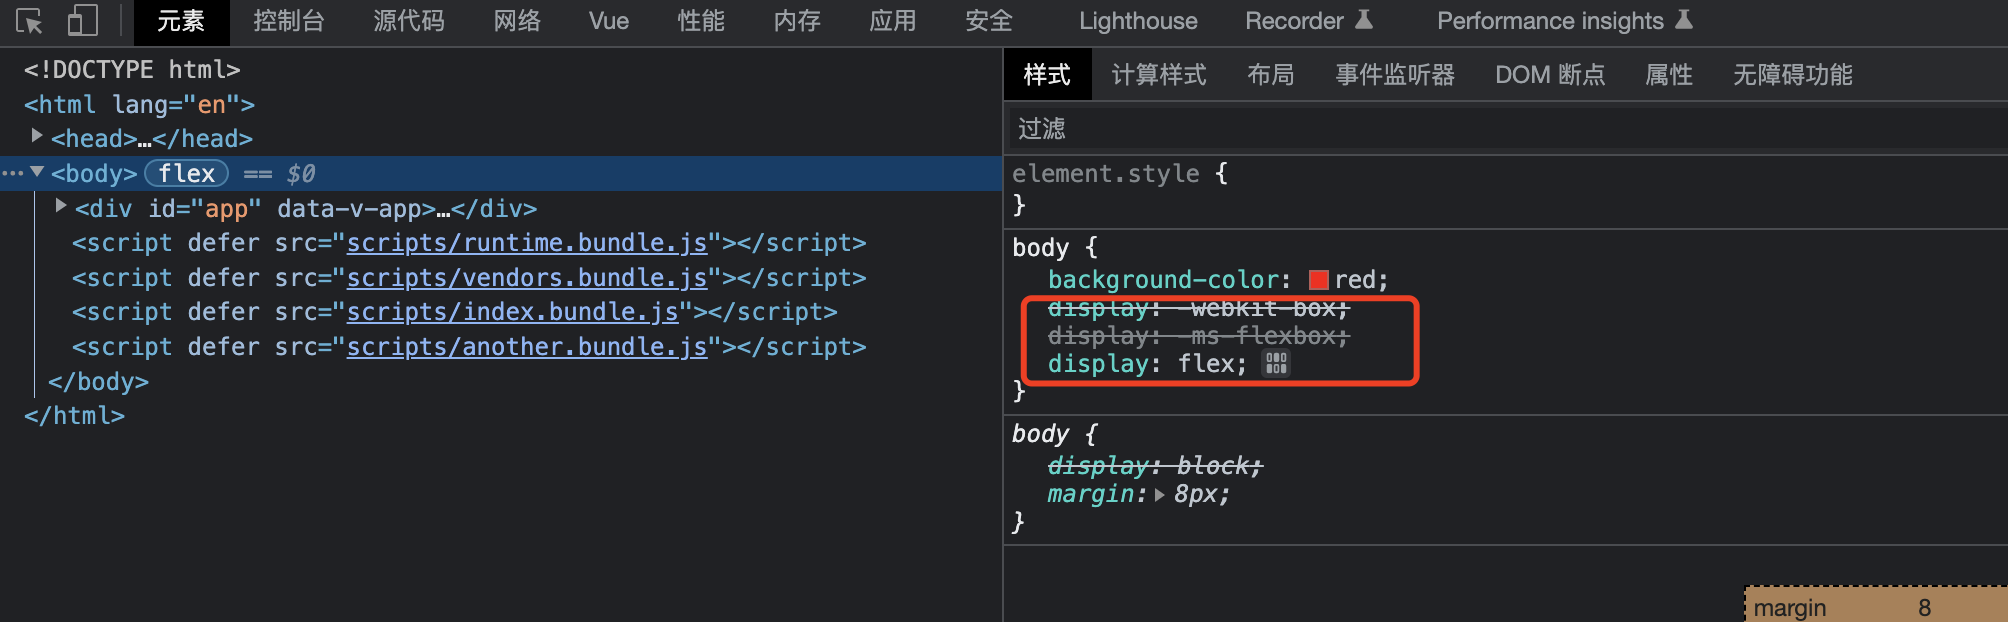 元素 控制台 源代码 网络 Vue 性能 内存 应用 安全 Lighthouse Recorder Performance insights
<!DOCTYPE html>
<html lang="en">
<head>…</head>
<body> flex == $0
<div id="app" data-v-app>…</div>
<script defer src="scripts/runtime.bundle.js"></script>
<script defer src="scripts/vendors.bundle.js"></script>
<script defer src="scripts/index.bundle.js"></script>
<script defer src="scripts/another.bundle.js"></script>
</body>
</html>
样式 计算样式 布局 事件监听器 DOM 断点 属性 无障碍功能
过滤
element.style {
}
body {
background-color: red;
display: -webkit-box;
display: -ms-flexbox;
display: flex;
}
body {
display: block;
margin: 8px;
}
margin 8